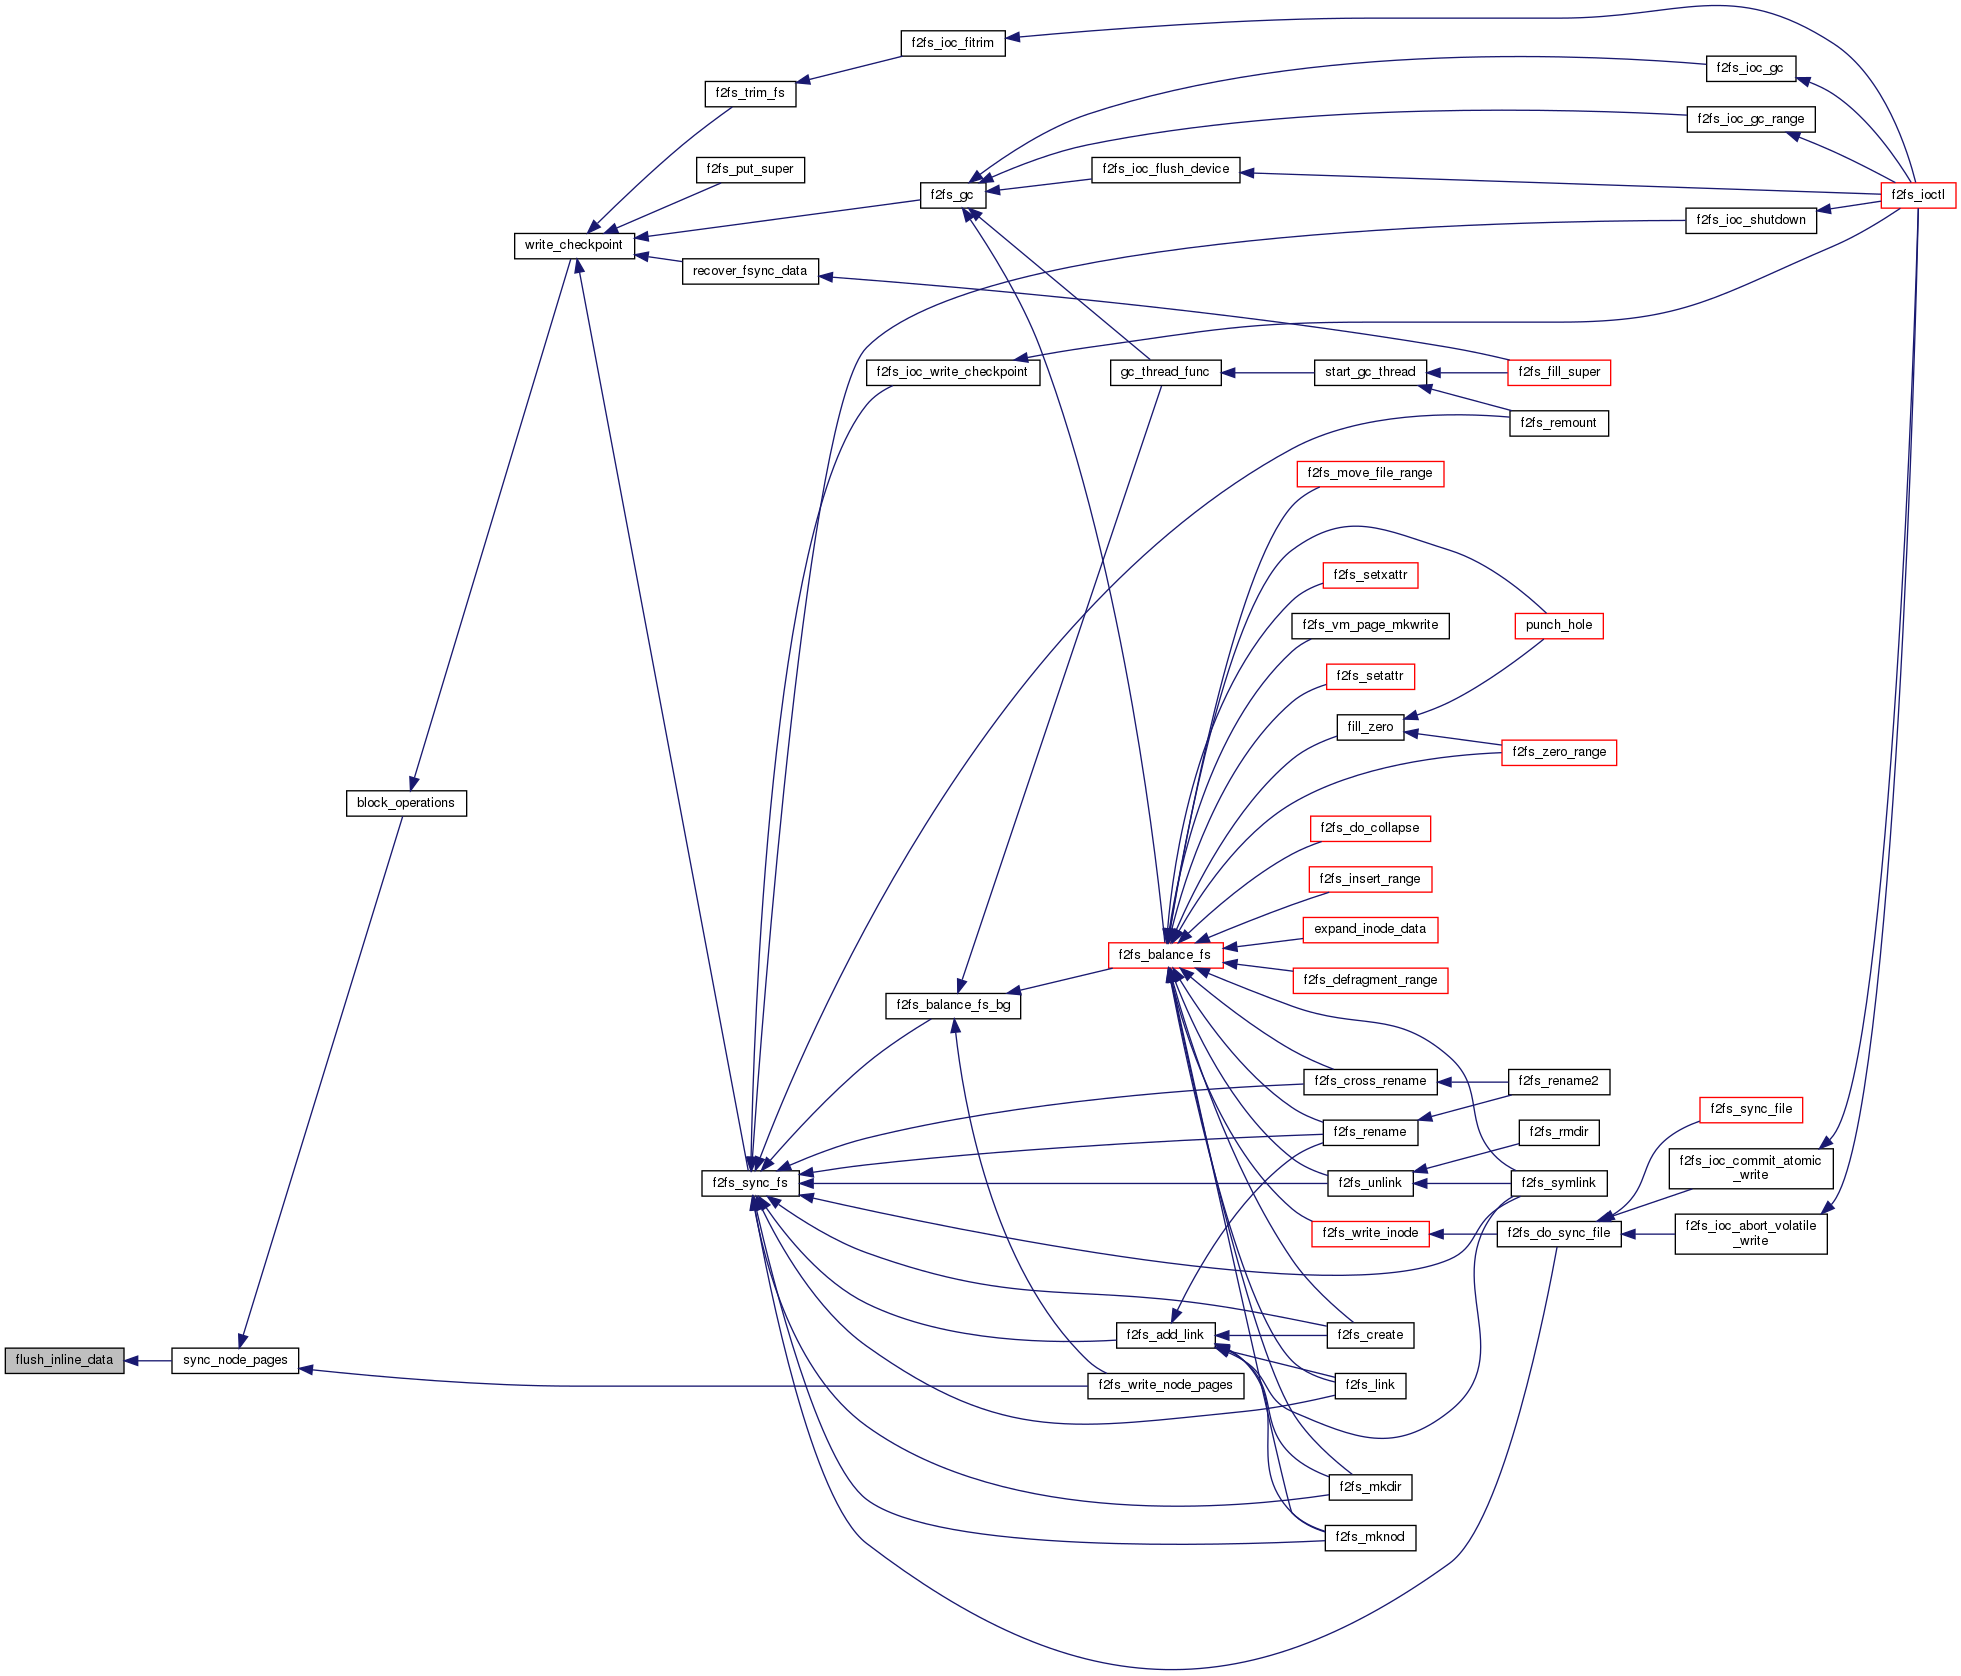 f2fs_ioc_fitrim
f2fs_ioc_gc
f2fs_trim_fs
f2fs_ioc_gc_range
f2fs_put_super
f2fs_ioc_flush_device
f2fs_gc
f2fs_ioctl
f2fs_ioc_shutdown
write_checkpoint
recover_fsync_data
f2fs_ioc_write_checkpoint
gc_thread_func
start_gc_thread
f2fs_fill_super
f2fs_remount
f2fs_move_file_range
f2fs_setxattr
f2fs_vm_page_mkwrite
punch_hole
f2fs_setattr
fill_zero
f2fs_zero_range
block_operations
f2fs_do_collapse
f2fs_insert_range
expand_inode_data
f2fs_balance_fs
f2fs_defragment_range
f2fs_balance_fs_bg
f2fs_cross_rename
f2fs_rename2
f2fs_sync_file
f2fs_rename
f2fs_rmdir
f2fs_ioc_commit_atomic
_write
f2fs_sync_fs
f2fs_unlink
f2fs_symlink
f2fs_write_inode
f2fs_do_sync_file
f2fs_ioc_abort_volatile
_write
f2fs_add_link
f2fs_create
flush_inline_data
sync_node_pages
f2fs_write_node_pages
f2fs_link
f2fs_mkdir
f2fs_mknod